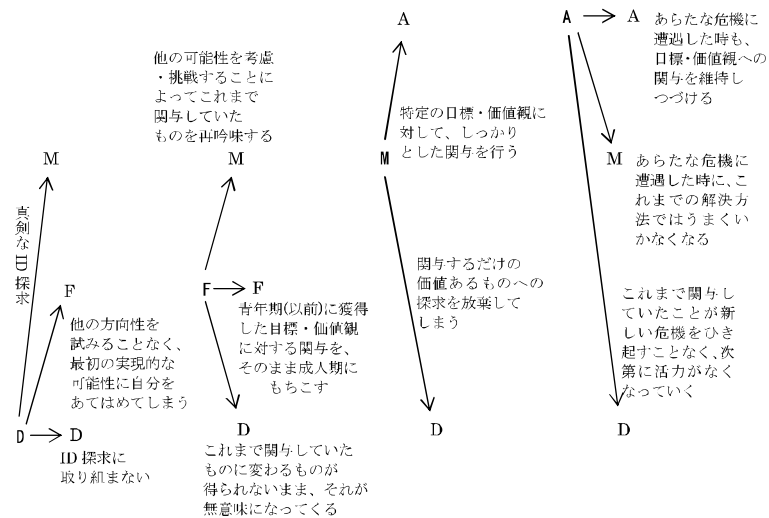 M
真剣なID探求
F
他の方向性を
試みることなく、
最初の実現的な
可能性に自分を
あてはめてしまう
D
D
ID探求に
取り組まない
他の可能性を考慮
・挑戦することに
よってこれまで
関与していた
ものを再吟味する
M
F
F
青年期(以前)に獲得
した目標・価値観
に対する関与を、
そのまま成人期に
もちこす
D
これまで関与していた
ものに変わるものが
得られないまま、それが
無意味になってくる
A
特定の目標・価値観に
対して、しっかり
とした関与を行う
M
関与するだけの
価値あるものへの
探求を放棄して
しまう
D
A
A
あらたな危機に
遭遇した時も、
目標・価値観への
関与を維持し
つづける
M
あらたな危機に
遭遇した時に、こ
れまでの解決方
法ではうまくい
かなくなる
これまで関与し
ていたことが新
しい危機をひき
起すことなく、次
第に活力がなく
なっていく
D